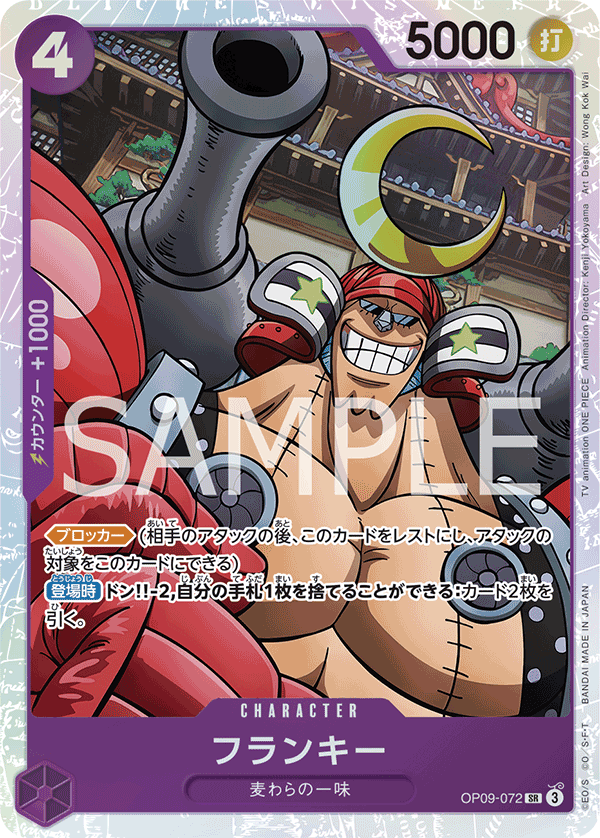 4
5000
打
カウンター +1000
SAMPLE
ブロッカー (相手のアタックの後、このカードをレストにし、アタックの
対象をこのカードにできる)
登場時 ドン!!-2,自分の手札1枚を捨てることができる:カード2枚を
引く。
CHARACTER
フランキー
麦わらの一味
OP09-072 SR 3
TV animation ONE PIECE Animation Director: Kenji Yokoyama Art Design: Wong Kok Wai
©E.O/S ©O/S・F・T BANDAI MADE IN JAPAN